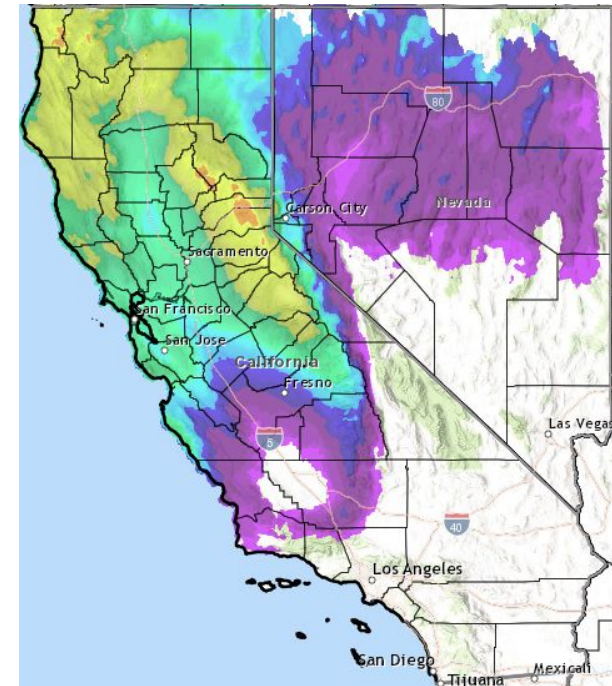 80
Nevada
Carson City
Sacramento
San Francisco
San Jose
California
Fresno
5
Las Vegas
40
Los Angeles
San Diego
Tijuana
Mexicali